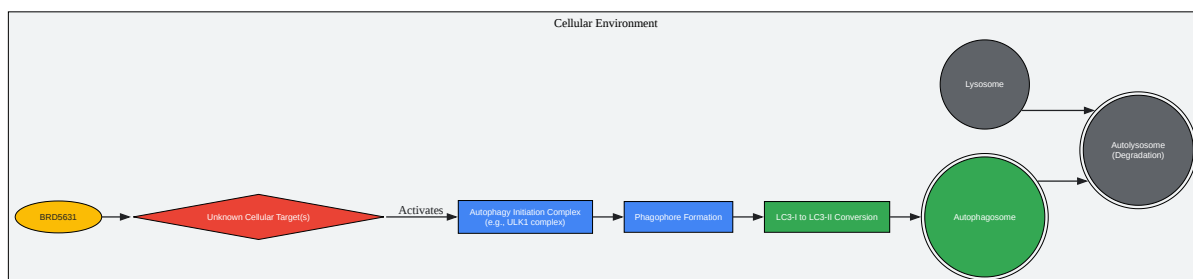 Cellular Environment
Lysosome
Autolysosome
(Degradation)
BRD5631
Unknown Cellular Target(s)
Activates
Autophagy Initiation Complex
(e.g., ULK1 complex)
Phagophore Formation
LC3-I to LC3-II Conversion
Autophagosome